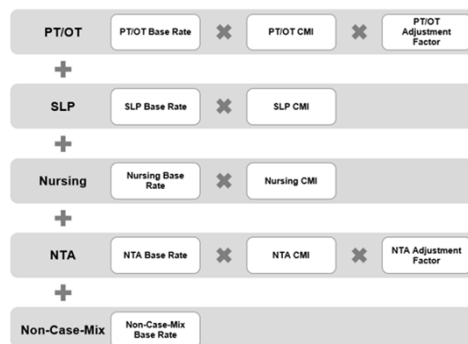 PT/OT
PT/OT Base Rate
PT/OT CMI
PT/OT
Adjustment
Factor
SLP
SLP Base Rate
SLP CMI
Nursing
Nursing Base
Rate
Nursing CMI
NTA
NTA Base Rate
NTA CMI
NTA Adjustment
Factor
Non-Case-Mix
Non-Case-Mix
Base Rate